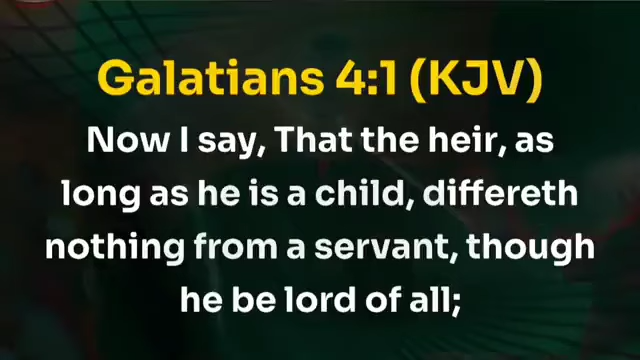 Galatians 4:1 (KJV)
Now I say, That the heir, as
long as he is a child, differeth
nothing from a servant, though
he be lord of all;